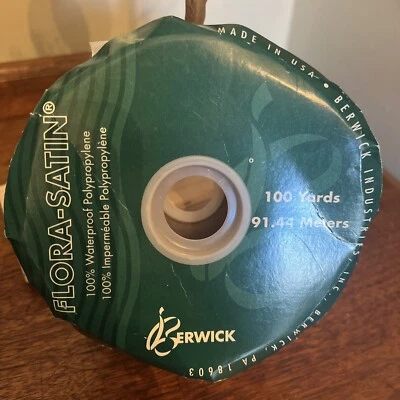 FLORA-SATIN®
100% Waterproof Polypropylene
100% Imperméable Polypropylène
100 Yards
91.44 Meters
BERWICK
MADE IN USA • BERWICK INDUSTRIES, INC., BERWICK, PA 18603